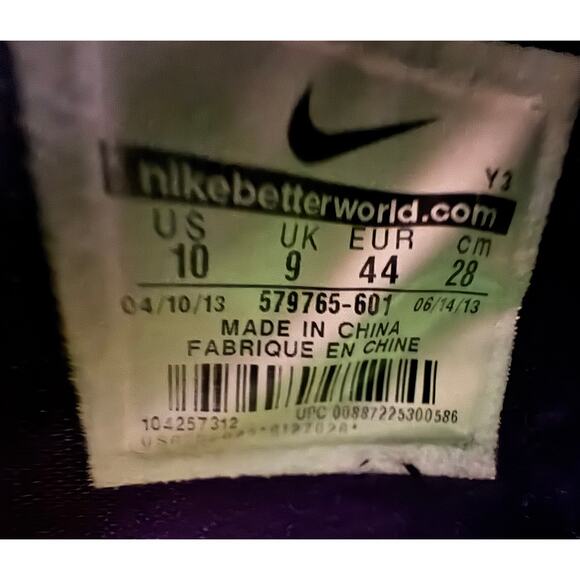 Y3
nikebetterworld.com
US UK EUR cm
10 9 44 28
04/10/13 579765-601 06/14/13
MADE IN CHINA
FABRIQUE EN CHINE
104257312 UPC 00887225300586